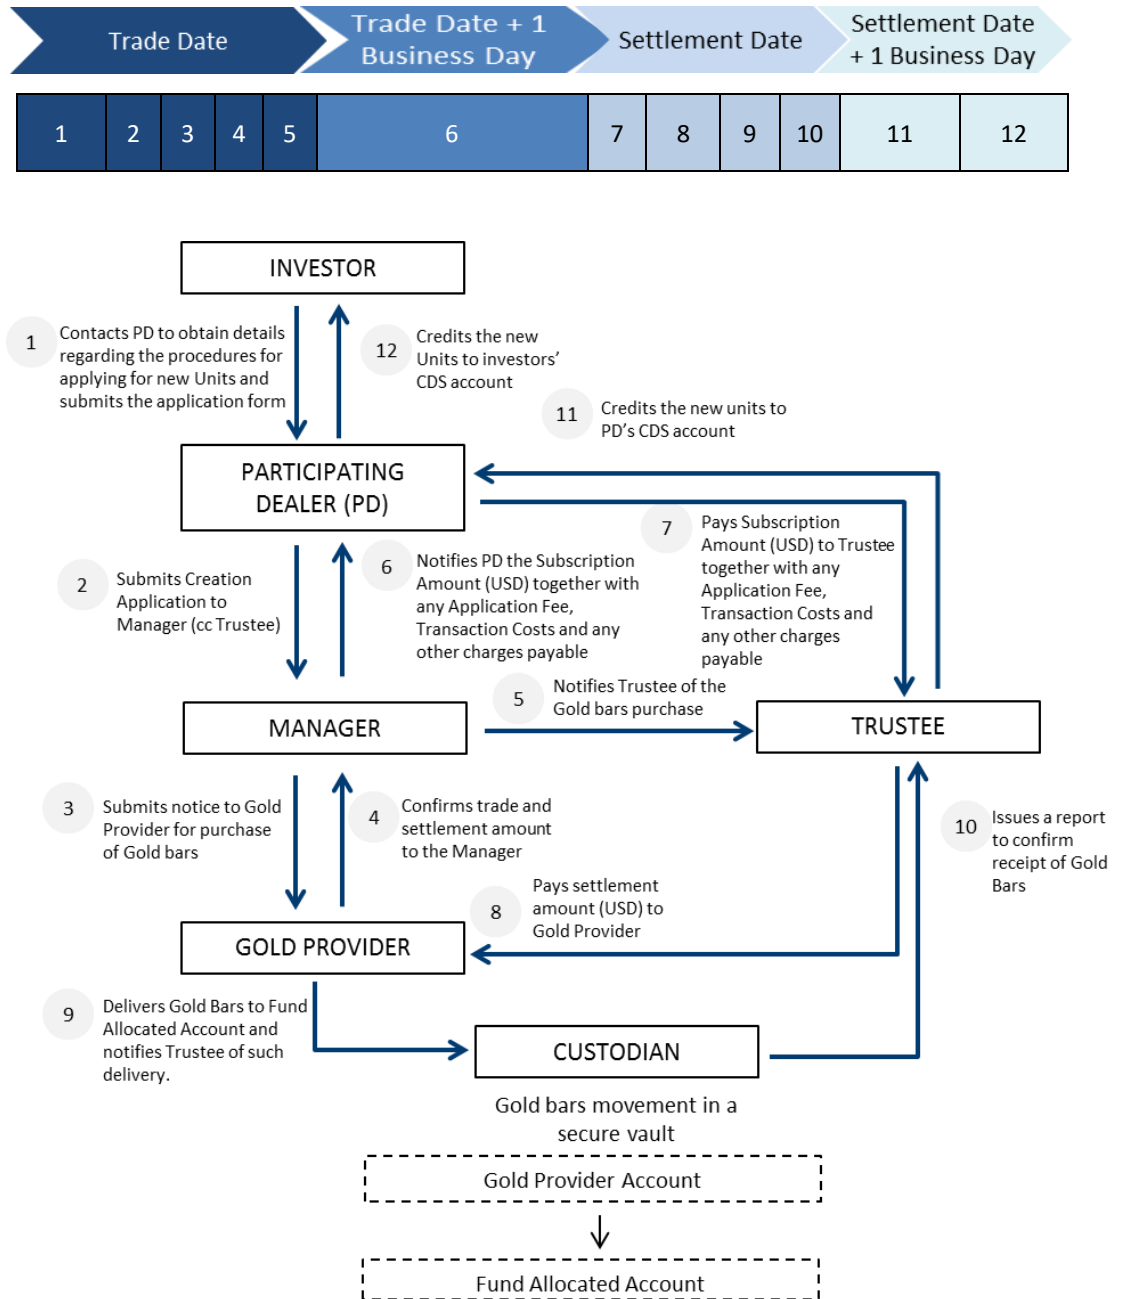 Trade Date
Trade Date + 1
Business Day
Settlement Date
Settlement Date
+ 1 Business Day
1 2 3 4 5 6 7 8 9 10 11 12
INVESTOR
1
Contacts PD to obtain details
regarding the procedures for
applying for new Units and
submits the application form
12
Credits the new
Units to investors’
CDS account
11
Credits the new units to
PD’s CDS account
PARTICIPATING
DEALER (PD)
2
Submits Creation
Application to
Manager (cc Trustee)
6
Notifies PD the Subscription
Amount (USD) together with
any Application Fee,
Transaction Costs and any
other charges payable
7
Pays Subscription
Amount (USD) to Trustee
together with any
Application Fee,
Transaction Costs and
any other charges
payable
5
Notifies Trustee of the
Gold bars purchase
MANAGER
TRUSTEE
3
Submits notice to Gold
Provider for purchase
of Gold bars
4
Confirms trade and
settlement amount
to the Manager
10
Issues a report
to confirm
receipt of Gold
Bars
8
Pays settlement
amount (USD) to
Gold Provider
GOLD PROVIDER
9
Delivers Gold Bars to Fund
Allocated Account and
notifies Trustee of such
delivery.
CUSTODIAN
Gold bars movement in a
secure vault
Gold Provider Account
Fund Allocated Account